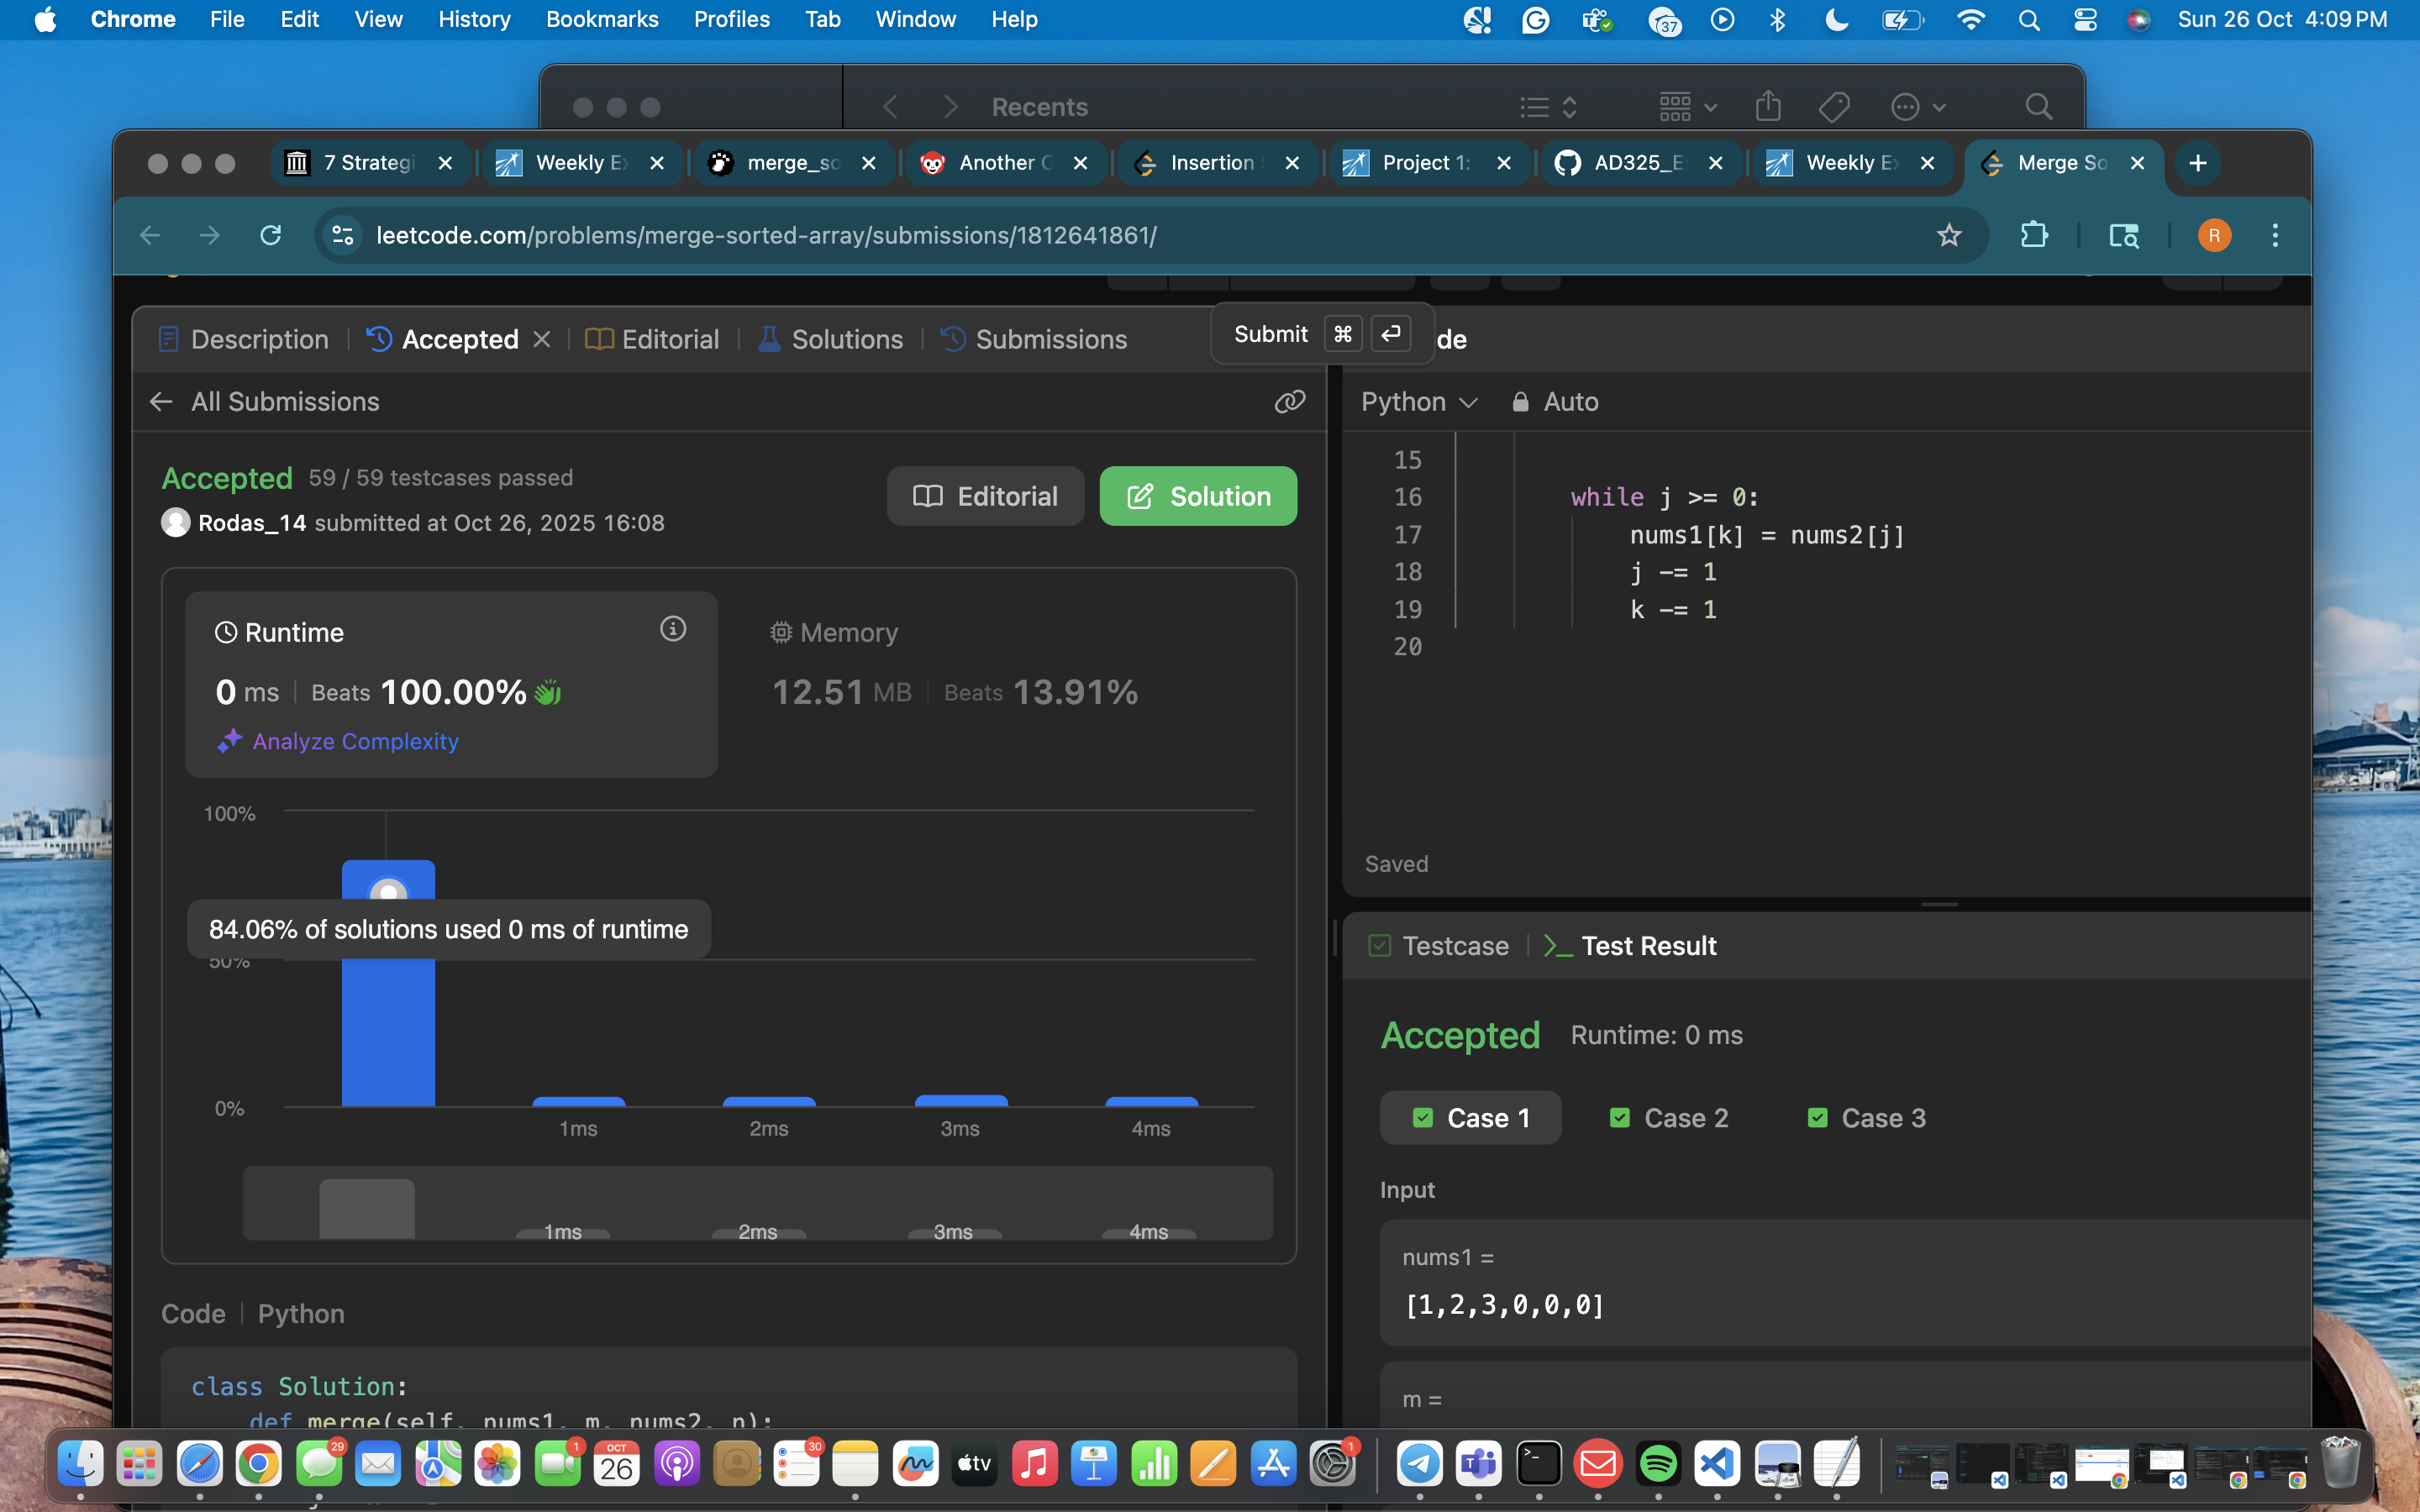 Chrome File Edit View History Bookmarks Profiles Tab Window Help 37 Sun 26 Oct 4:09 PM
Recents
7 Strategi Weekly Ex merge_so Another C Insertion Project 1: AD325_E Weekly Ex Merge So
leetcode.com/problems/merge-sorted-array/submissions/1812641861/ R
Description Accepted Editorial Solutions Submissions
Submit ⌘
de
All Submissions
Accepted 59 / 59 testcases passed
Rodas_14 submitted at Oct 26, 2025 16:08
Editorial
Solution
Runtime
0 ms Beats 100.00%
Analyze Complexity
Memory
12.51 MB Beats 13.91%
100%
84.06% of solutions used 0 ms of runtime
50%
0%
1ms 2ms 3ms 4ms
1ms 2ms 3ms 4ms
Code Python
class Solution:
def merge(self, nums1, m, nums2, n):
Python Auto
15
16 while j >= 0:
17 nums1[k] = nums2[j]
18 j -= 1
19 k -= 1
20
Saved
Testcase Test Result
Accepted Runtime: 0 ms
Case 1 Case 2 Case 3
Input
nums1 =
[1,2,3,0,0,0]
m =
29 1 OCT 26 30 tv 1